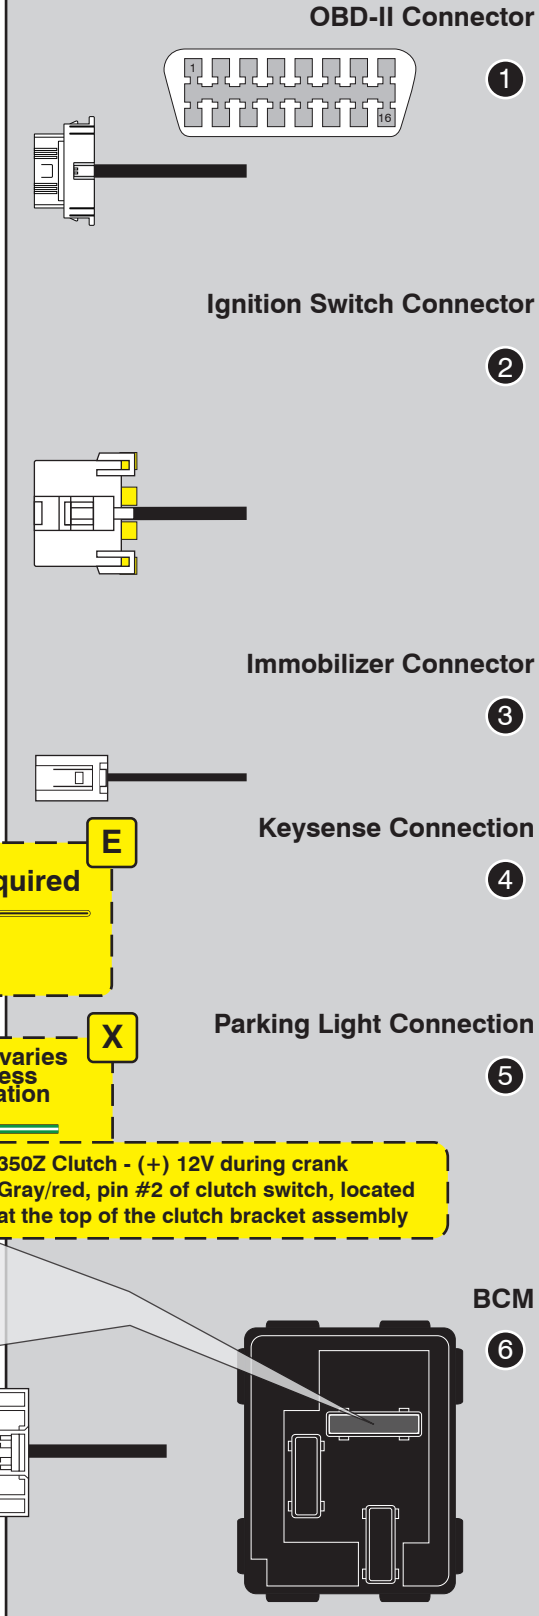 OBD-II Connector
1
1
16
Ignition Switch Connector
2
Immobilizer Connector
3
Keysense Connection
4
E
Parking Light Connection
5
X
varies
350Z Clutch - (+) 12V during crank
Gray/red, pin #2 of clutch switch, located
at the top of the clutch bracket assembly
BCM
6